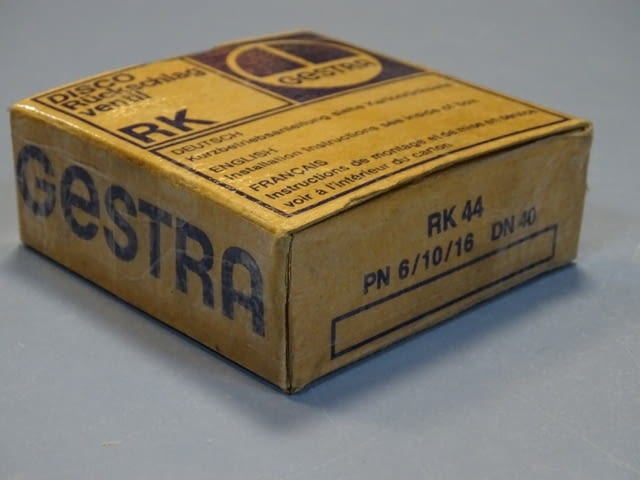 DISCO
Rückschlag
ventil
RK
GESTRA
DEUTSCH
Kurzbetriebsanleitung siehe Kartoninnenseite
ENGLISH
Installation instructions see inside of box
FRANÇAIS
Instructions de montage et de mise en service
voir à l'intérieur du carton
GESTRA
RK 44
PN 6/10/16 DN 40